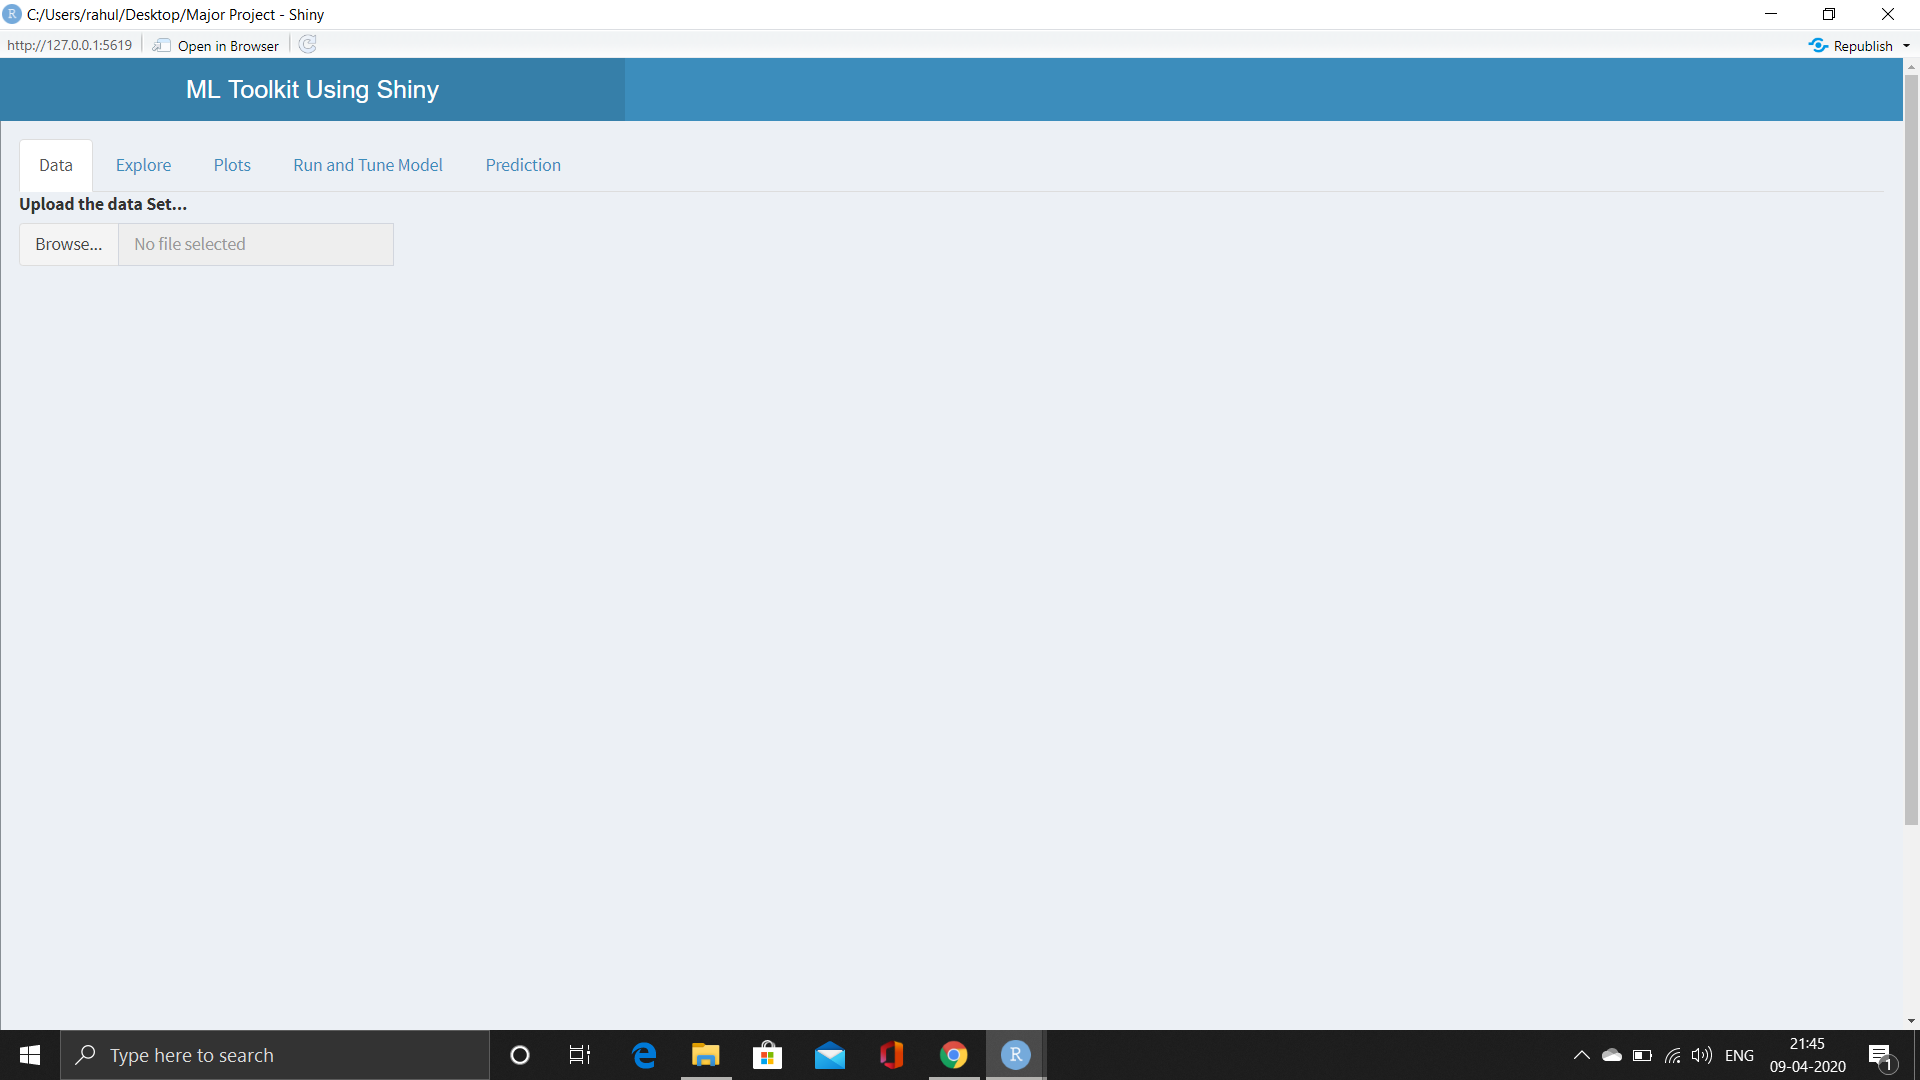 R C:/Users/rahul/Desktop/Major Project - Shiny
http://127.0.0.1:5619 Open in Browser Republish
ML Toolkit Using Shiny
Data Explore Plots Run and Tune Model Prediction
Upload the data Set...
Browse... No file selected
Type here to search e R ENG 21:45
09-04-2020 1